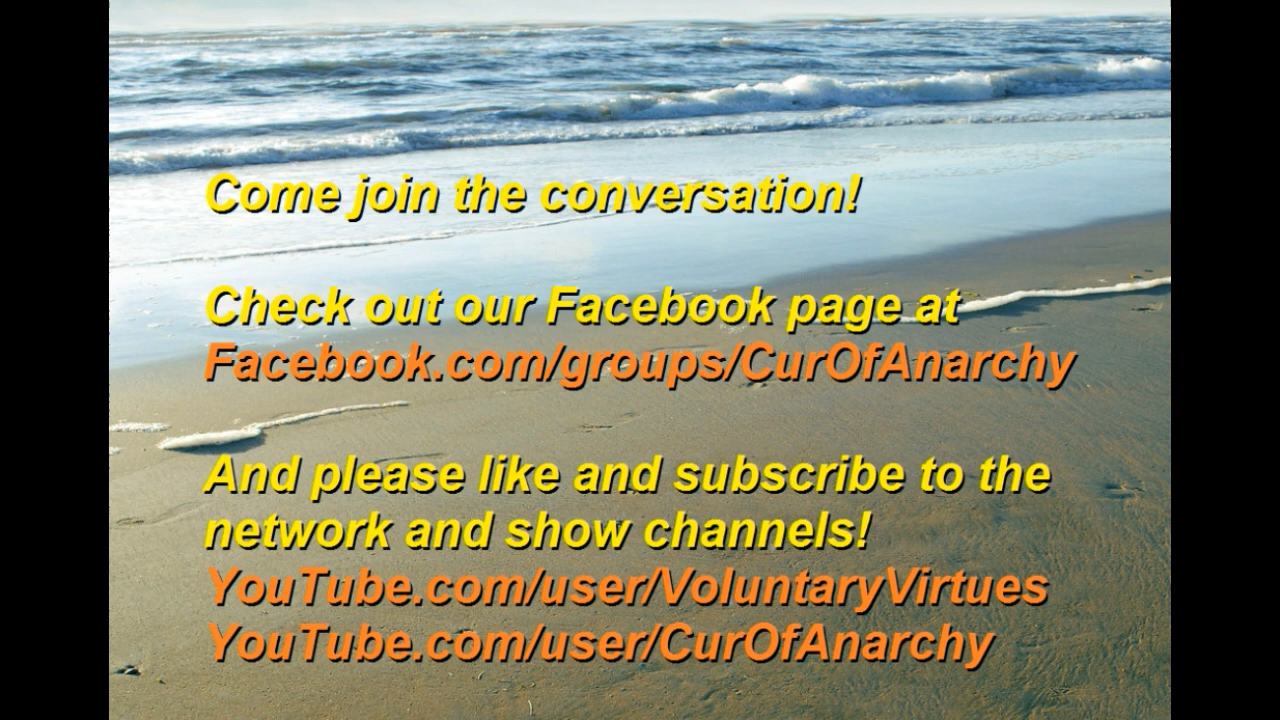 Come join the conversation!
Check out our Facebook page at
Facebook.com/groups/CurOfAnarchy
And please like and subscribe to the
network and show channels!
YouTube.com/user/VoluntaryVirtues
YouTube.com/user/CurOfAnarchy